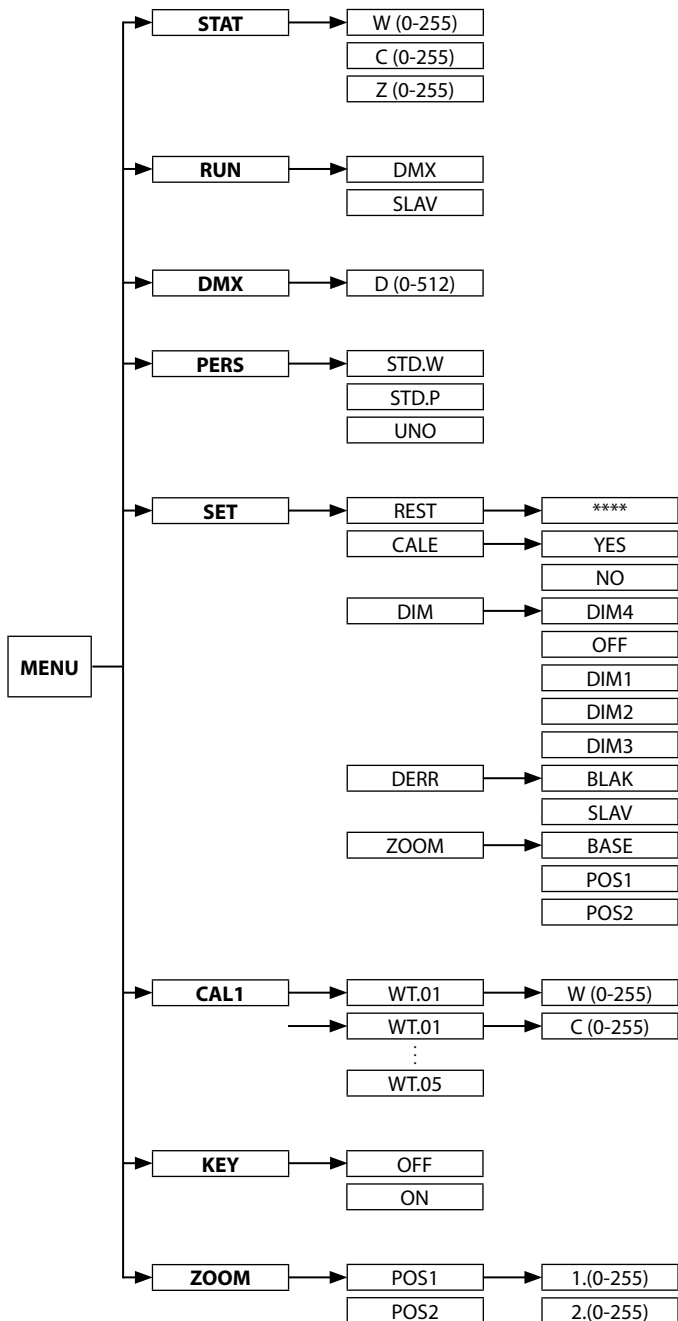 STAT W (0-255)
C (0-255)
Z (0-255)
RUN DMX
SLAV
DMX D (0-512)
PERS STD.W
STD.P
UNO
SET REST ****
CALE YES
NO
DIM DIM4
OFF
MENU DIM1
DIM2
DIM3
DERR BLAK
SLAV
ZOOM BASE
POS1
POS2
CAL1 WT.01 W (0-255)
WT.01 C (0-255)
WT.05
KEY OFF
ON
ZOOM POS1 1.(0-255)
POS2 2.(0-255)